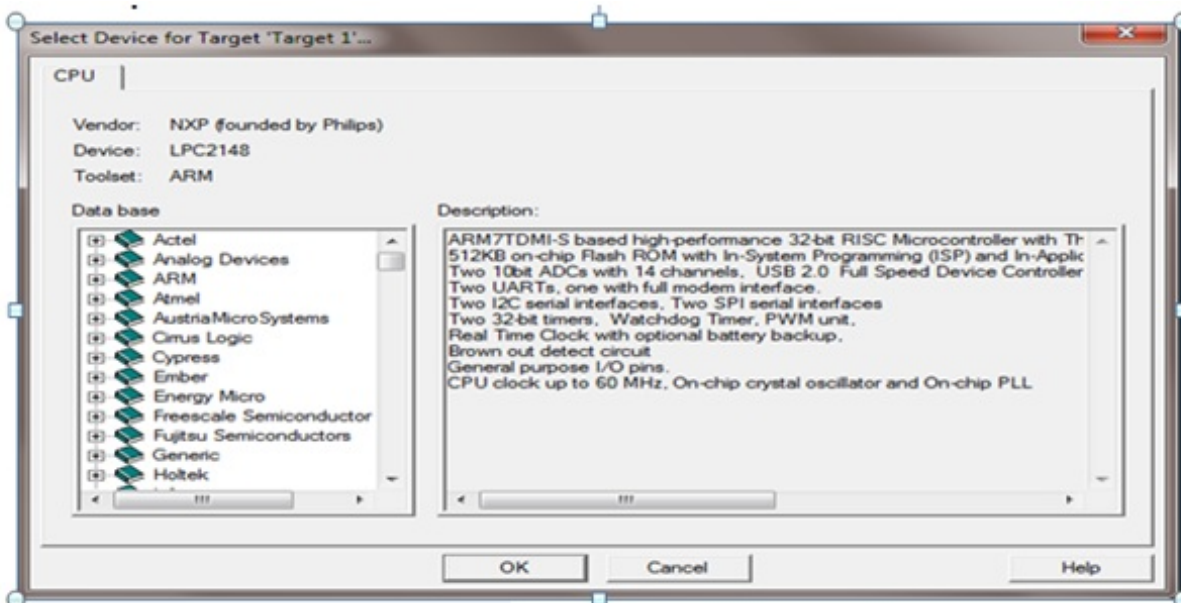 Select Device for Target 'Target 1'...
CPU
Vendor: NXP (founded by Philips)
Device: LPC2148
Toolset: ARM
Data base
Actel
Analog Devices
ARM
Atmel
AustriaMicroSystems
Cirrus Logic
Cypress
Ember
Energy Micro
Freescale Semiconductor
Fujitsu Semiconductors
Generic
Holtek
Description:
ARM7TDMI-S based high-performance 32-bit RISC Microcontroller with Th
512KB on-chip Flash ROM with In-System Programming (ISP) and In-Applic
Two 10bit ADCs with 14 channels, USB 2.0 Full Speed Device Controller
Two UARTs, one with full modem interface.
Two I2C serial interfaces, Two SPI serial interfaces
Two 32-bit timers, Watchdog Timer, PWM unit,
Real Time Clock with optional battery backup,
Brown out detect circuit
General purpose I/O pins.
CPU clock up to 60 MHz, On-chip crystal oscillator and On-chip PLL
OK
Cancel
Help